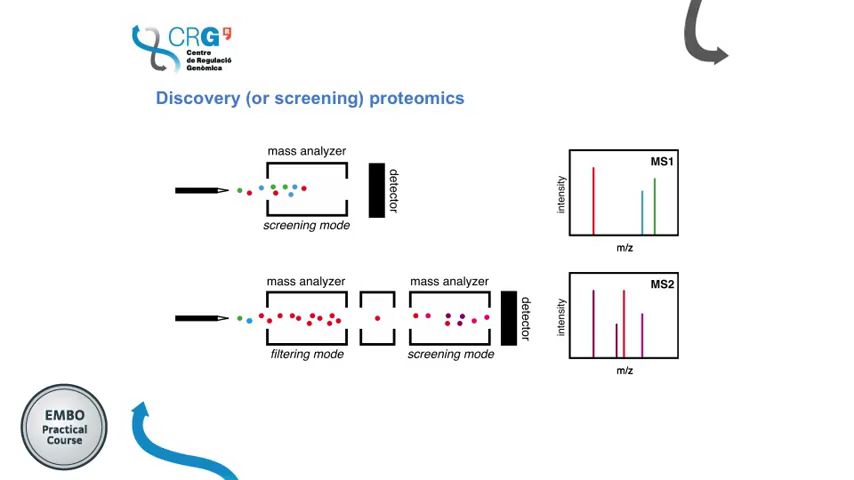 CRG
Centre
de Regulació
Genòmica
Discovery (or screening) proteomics
mass analyzer
detector
screening mode
MS1
intensity
m/z
mass analyzer
mass analyzer
detector
filtering mode
screening mode
MS2
intensity
m/z
EMBO
Practical
Course